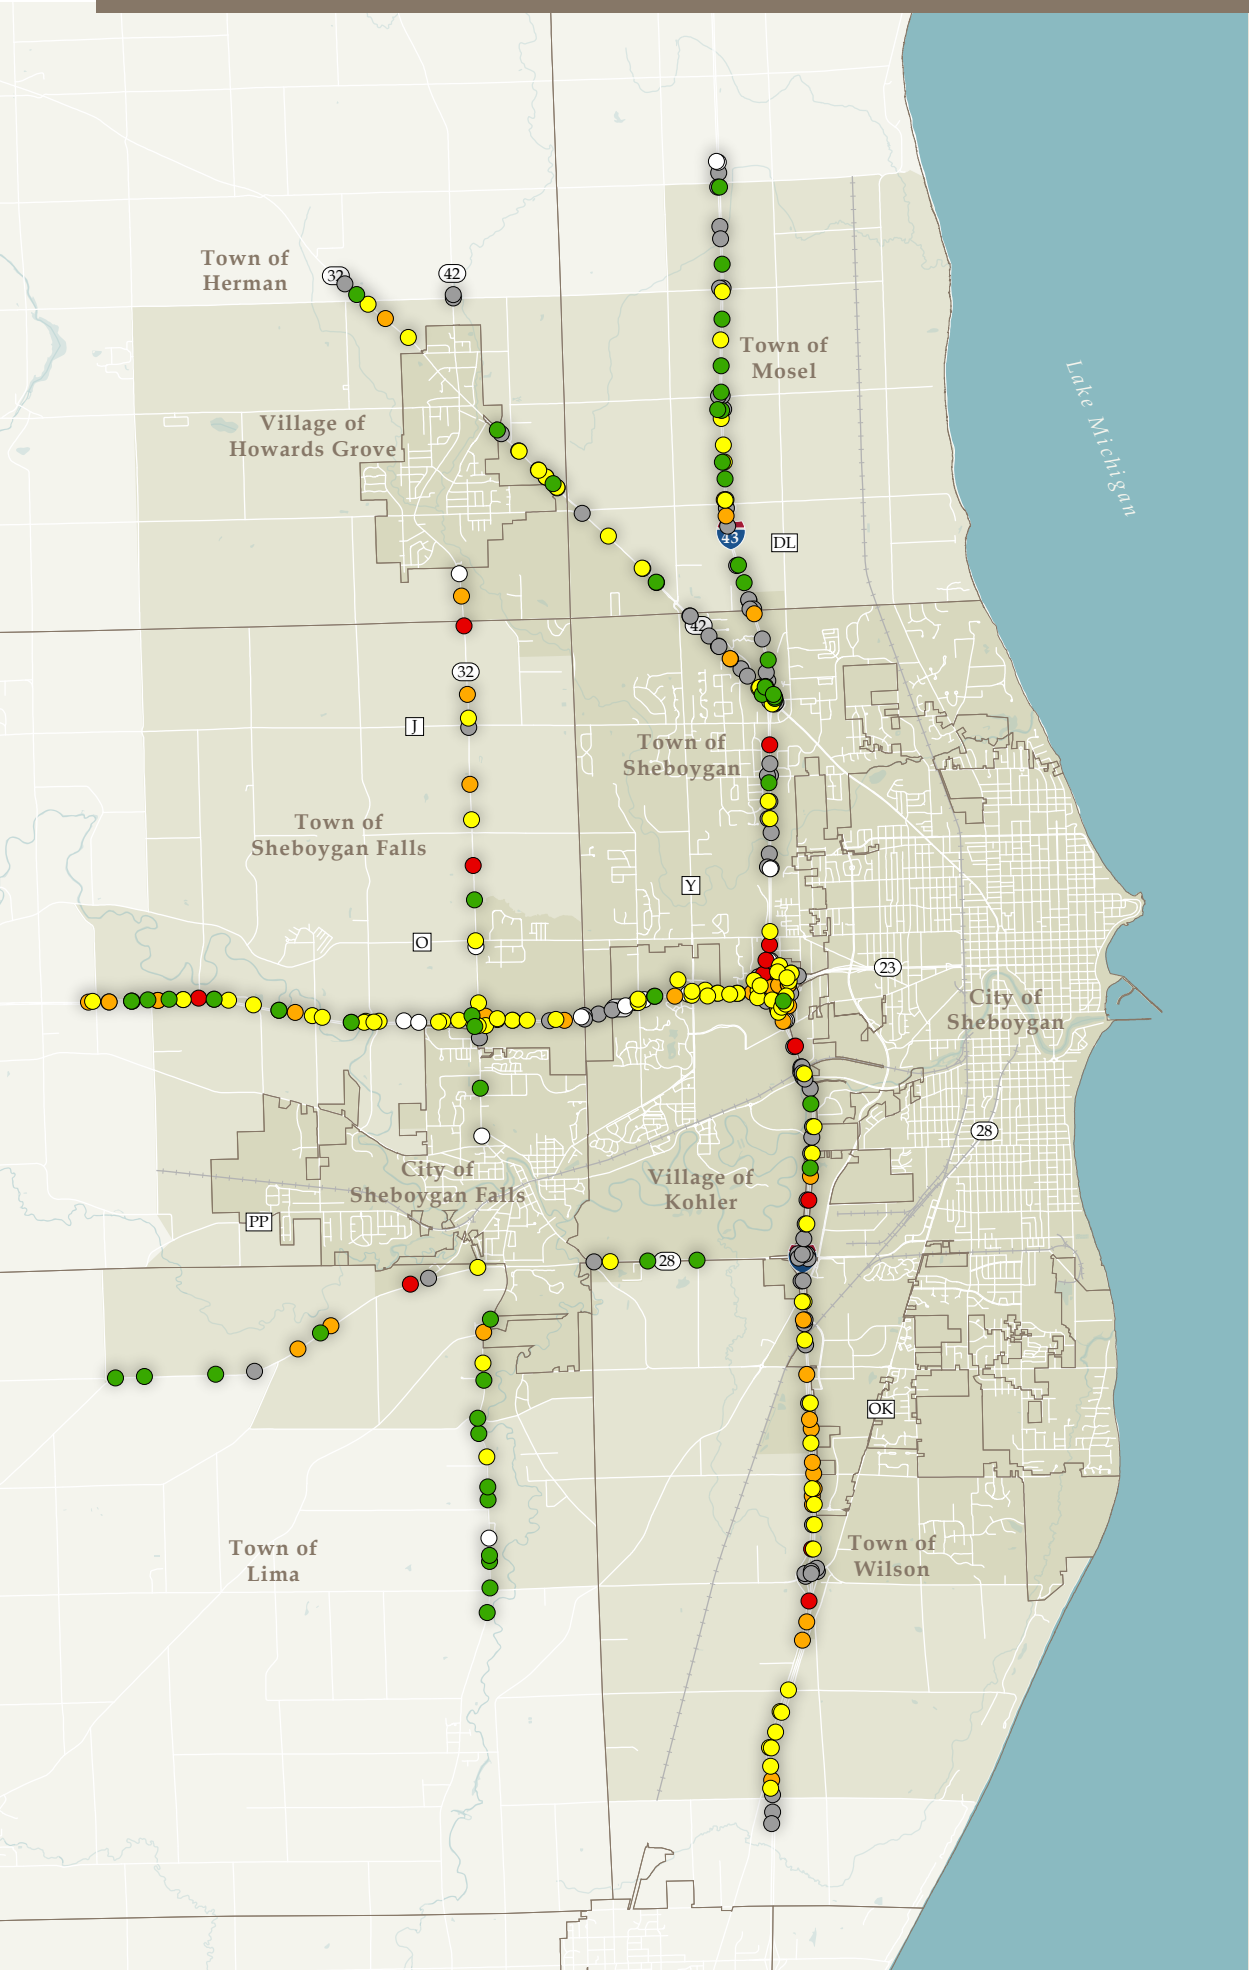 Town of
Herman
32
42
Town of
Mosel
Lake Michigan
Village of
Howards Grove
43
DL
42
32
J
Town of
Sheboygan
Town of
Sheboygan Falls
Y
O
23
City of
Sheboygan
28
City of
Sheboygan Falls
Village of
Kohler
PP
28
OK
Town of
Lima
Town of
Wilson